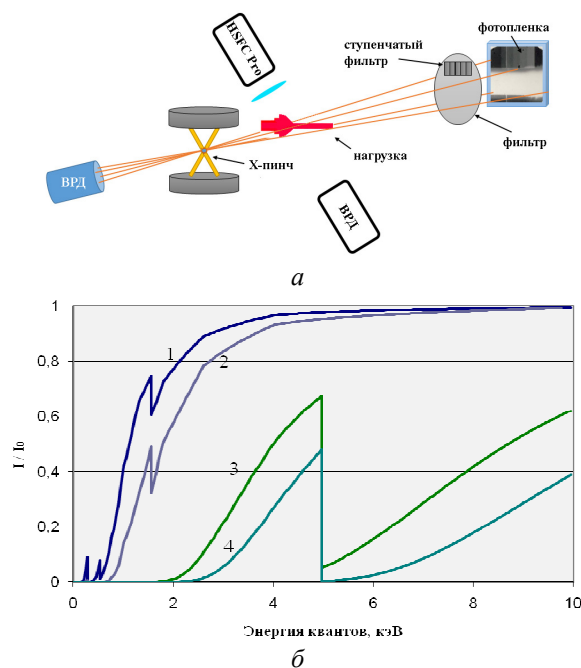 HSFC Pro
фотопленка
ступенчатый
фильтр
фильтр
нагрузка
Х-пинч
ВРД
ВРД
а
1
0,8
0,6
0,4
0,2
0
I / I₀
1
2
3
4
0 2 4 6 8 10
Энергия квантов, кэВ
б